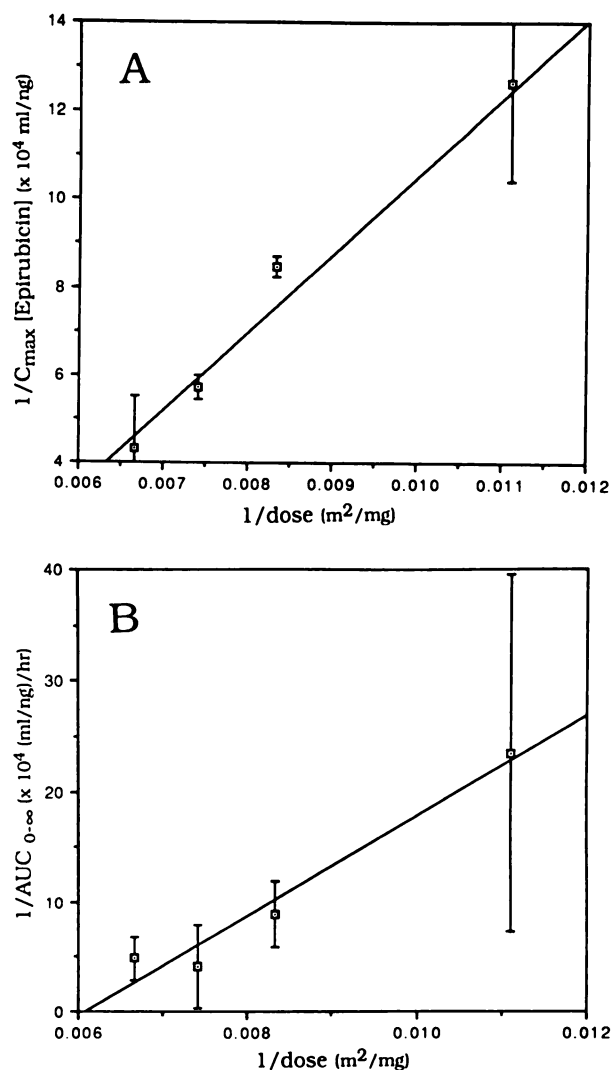 14
12
10
8
6
4
A
1/Cmax [Epirubicin] (x 10⁴ ml/ng)
0.006 0.007 0.008 0.009 0.010 0.011 0.012
1/dose (m²/mg)
40
30
20
10
0
B
1/AUC 0-∞ (x 10⁴ (ml/ng)/hr)
0.006 0.008 0.010 0.012
1/dose (m²/mg)